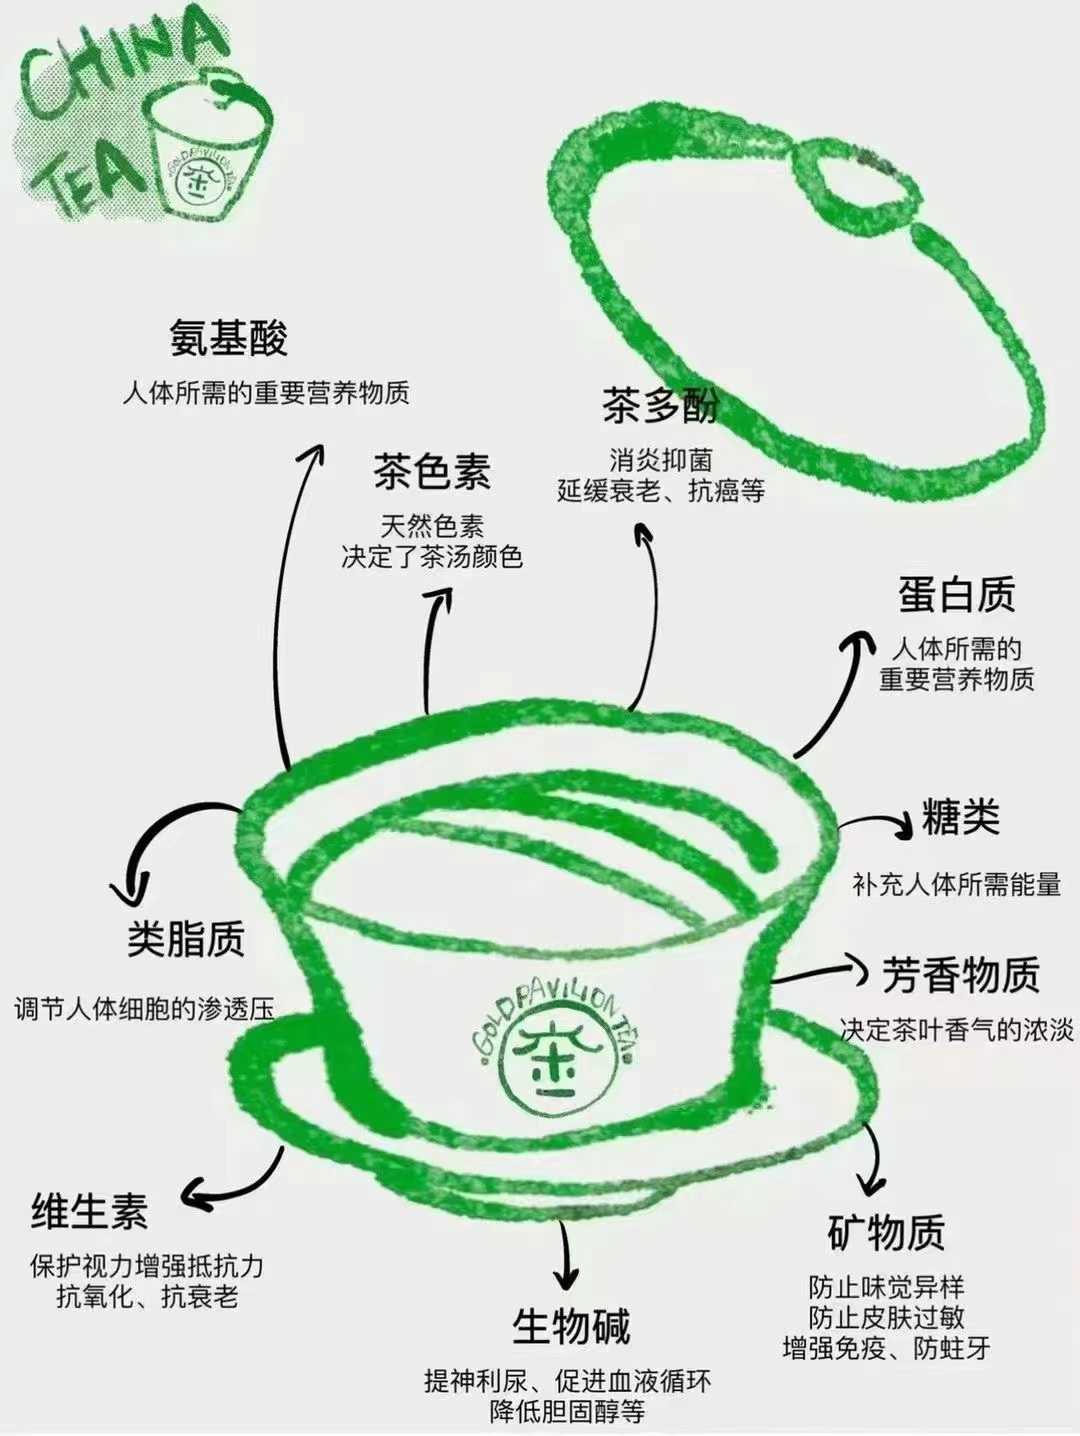 CHINA
TEA
GOLD PAVILION TEA
茶
氨基酸
人体所需的重要营养物质
茶多酚
消炎抑菌
延缓衰老、抗癌等
茶色素
天然色素
决定了茶汤颜色
蛋白质
人体所需的
重要营养物质
糖类
补充人体所需能量
类脂质
调节人体细胞的渗透压
芳香物质
决定茶叶香气的浓淡
GOLD PAVILION TEA
茶
维生素
保护视力增强抵抗力
抗氧化、抗衰老
矿物质
防止味觉异样
防止皮肤过敏
增强免疫、防蛀牙
生物碱
提神利尿、促进血液循环
降低胆固醇等